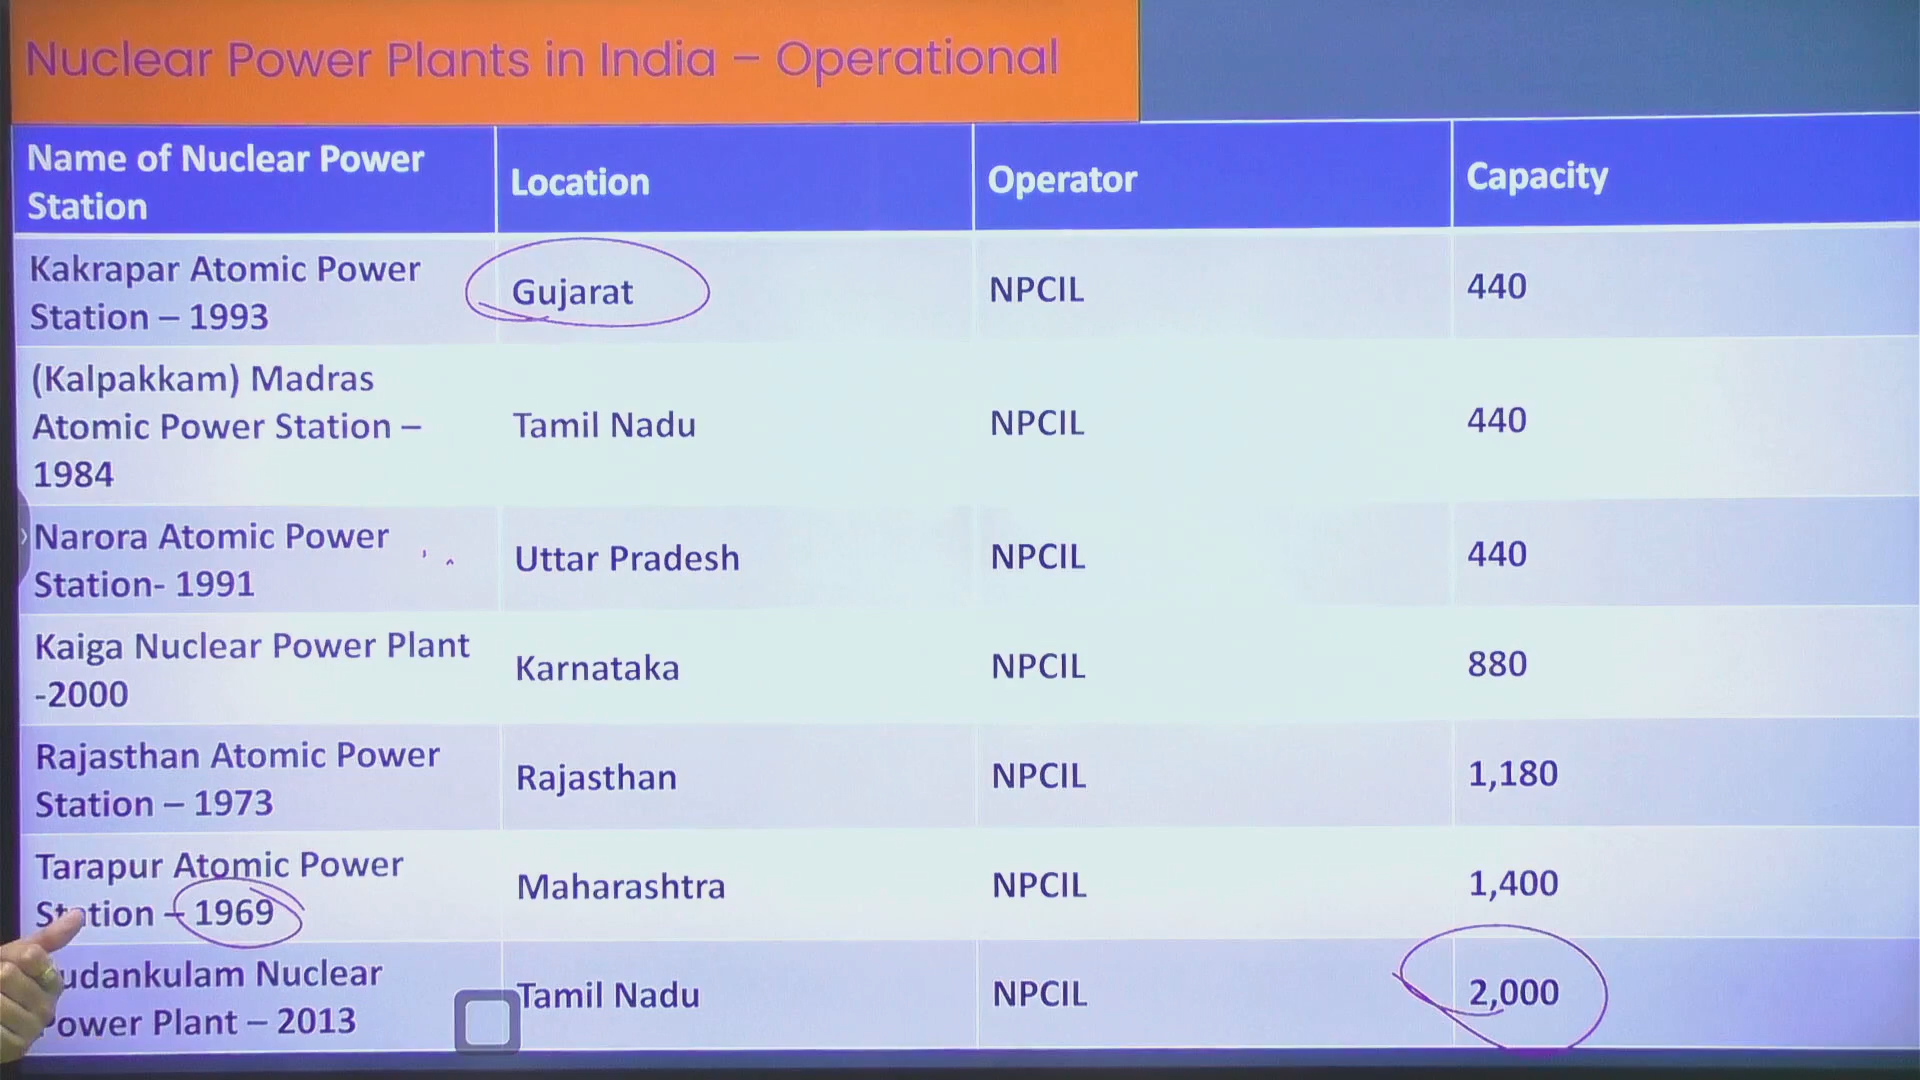 Nuclear Power Plants in India – Operational
Name of Nuclear Power
Station
Location
Operator
Capacity
Kakrapar Atomic Power
Station – 1993
Gujarat
NPCIL
440
(Kalpakkam) Madras
Atomic Power Station –
1984
Tamil Nadu
NPCIL
440
Narora Atomic Power
Station- 1991
Uttar Pradesh
NPCIL
440
Kaiga Nuclear Power Plant
-2000
Karnataka
NPCIL
880
Rajasthan Atomic Power
Station – 1973
Rajasthan
NPCIL
1,180
Tarapur Atomic Power
Station – 1969
Maharashtra
NPCIL
1,400
udankulam Nuclear
Power Plant – 2013
Tamil Nadu
NPCIL
2,000